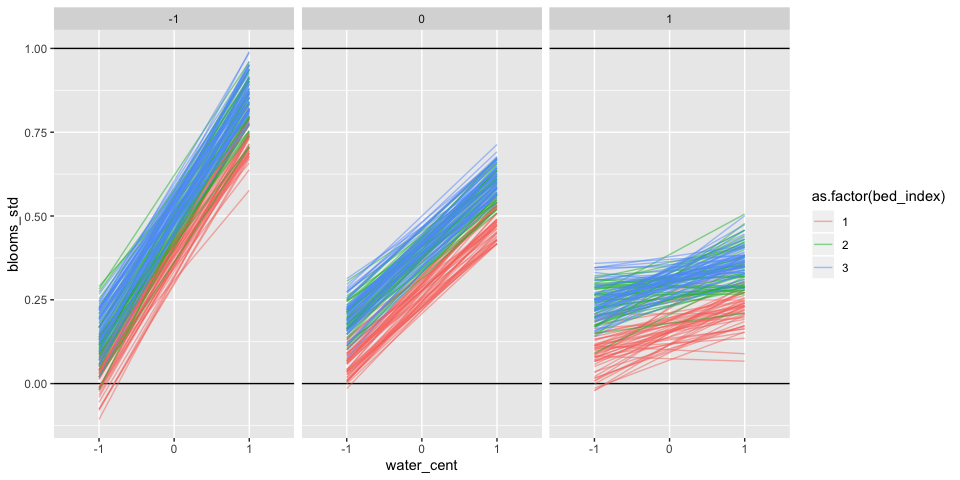 -1
0
1
blooms_std
1.00
0.75
0.50
0.25
0.00
-1 0 1
-1 0 1
-1 0 1
water_cent
as.factor(bed_index)
1
2
3